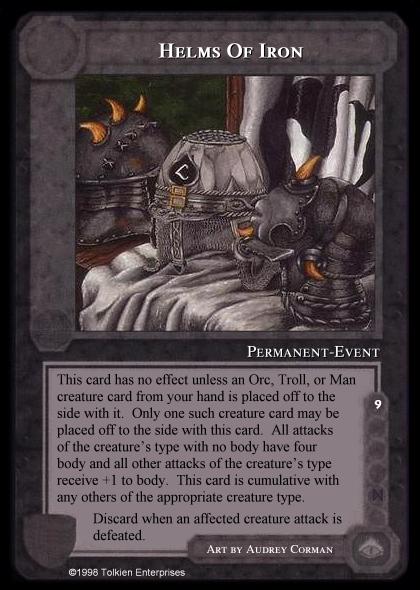 Helms Of Iron
Permanent-Event
This card has no effect unless an Orc, Troll, or Man
creature card from your hand is placed off to the
side with it. Only one such creature card may be
placed off to the side with this card. All attacks
of the creature's type with no body have four
body and all other attacks of the creature's type
receive +1 to body. This card is cumulative with
any others of the appropriate creature type.
Discard when an affected creature attack is
defeated.
9
Art by Audrey Corman
©1998 Tolkien Enterprises